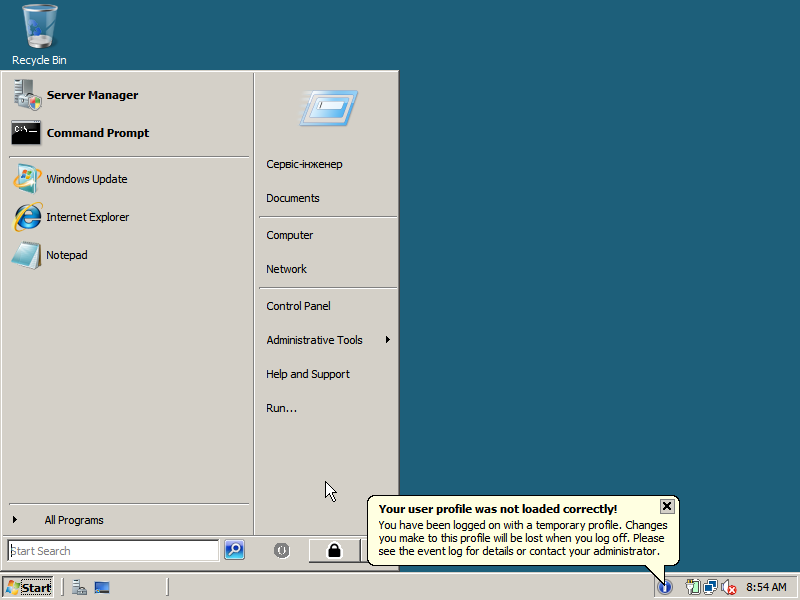 Recycle Bin
Server Manager
C:\_
Command Prompt
Windows Update
Internet Explorer
Notepad
All Programs
Start Search
Сервіс-інженер
Documents
Computer
Network
Control Panel
Administrative Tools
Help and Support
Run...
Your user profile was not loaded correctly!
You have been logged on with a temporary profile. Changes
you make to this profile will be lost when you log off. Please
see the event log for details or contact your administrator.
Start
8:54 AM